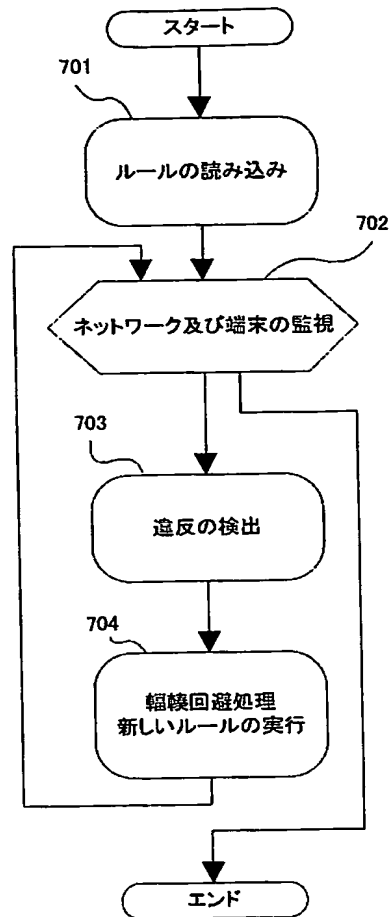 スタート
701
ルールの読み込み
702
ネットワーク及び端末の監視
703
違反の検出
704
輻輳回避処理
新しいルールの実行
エンド